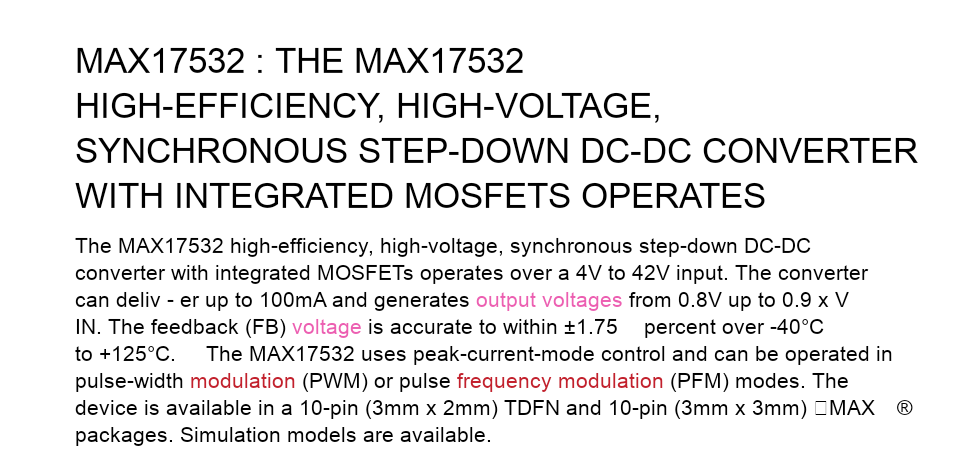 MAX17532 : THE MAX17532
HIGH-EFFICIENCY, HIGH-VOLTAGE,
SYNCHRONOUS STEP-DOWN DC-DC CONVERTER
WITH INTEGRATED MOSFETS OPERATES
The MAX17532 high-efficiency, high-voltage, synchronous step-down DC-DC
converter with integrated MOSFETs operates over a 4V to 42V input. The converter
can deliv - er up to 100mA and generates output voltages from 0.8V up to 0.9 x V
IN. The feedback (FB) voltage is accurate to within ±1.75 percent over -40°C
to +125°C. The MAX17532 uses peak-current-mode control and can be operated in
pulse-width modulation (PWM) or pulse frequency modulation (PFM) modes. The
device is available in a 10-pin (3mm x 2mm) TDFN and 10-pin (3mm x 3mm) □MAX ®
packages. Simulation models are available.